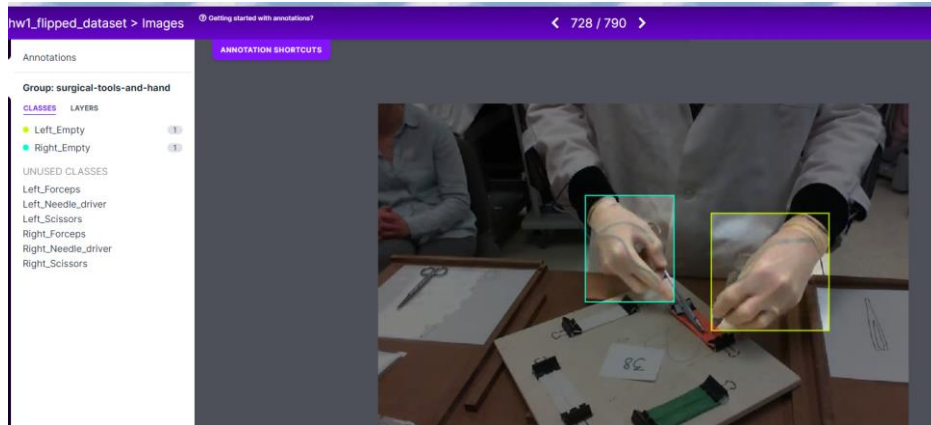 hw1_flipped_dataset > Images
Getting started with annotations?
728 / 790
ANNOTATION SHORTCUTS
Annotations
Group: surgical-tools-and-hand
CLASSES LAYERS
Left_Empty 1
Right_Empty 1
UNUSED CLASSES
Left_Forceps
Left_Needle_driver
Left_Scissors
Right_Forceps
Right_Needle_driver
Right_Scissors
38